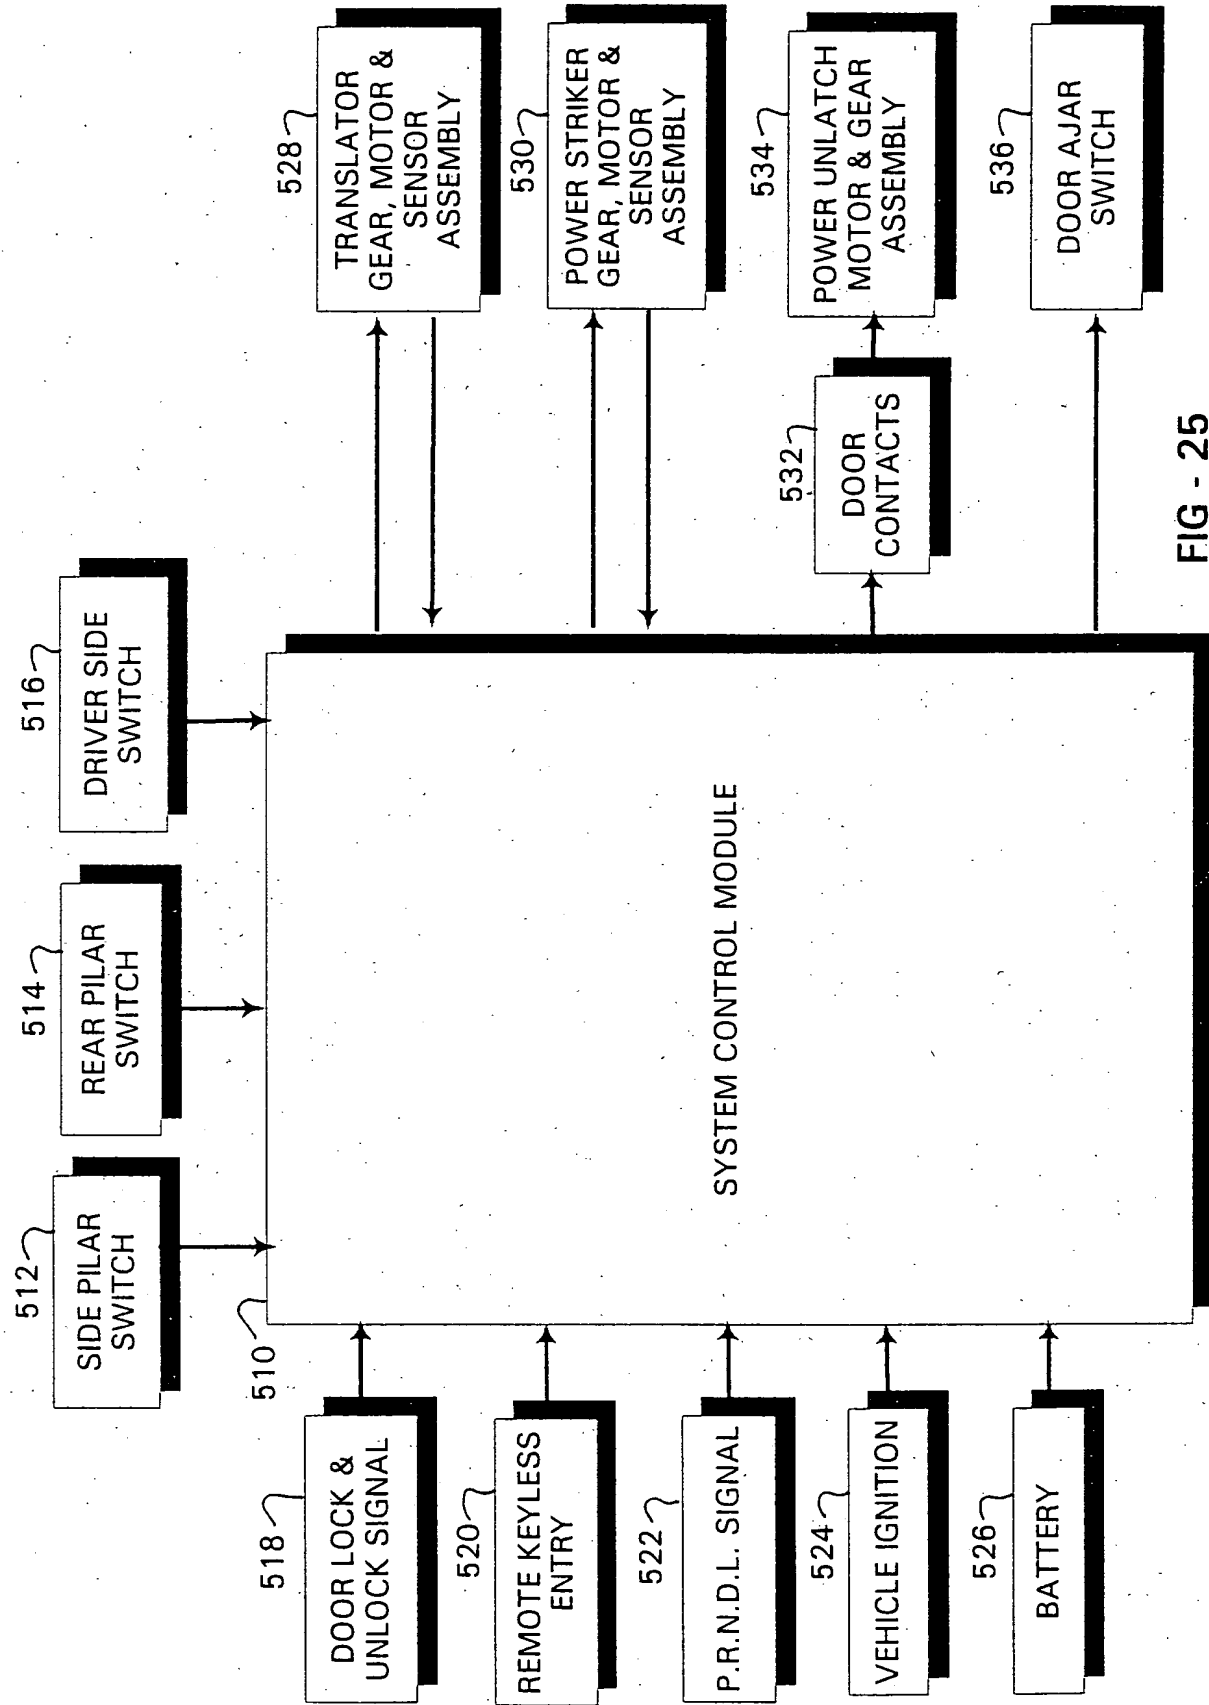 512
SIDE PILAR
SWITCH
514
REAR PILAR
SWITCH
516
DRIVER SIDE
SWITCH
510
SYSTEM CONTROL MODULE
518
DOOR LOCK &
UNLOCK SIGNAL
520
REMOTE KEYLESS
ENTRY
522
P.R.N.D.L. SIGNAL
524
VEHICLE IGNITION
526
BATTERY
528
TRANSLATOR
GEAR, MOTOR &
SENSOR
ASSEMBLY
530
POWER STRIKER
GEAR, MOTOR &
SENSOR
ASSEMBLY
532
DOOR
CONTACTS
534
POWER UNLATCH
MOTOR & GEAR
ASSEMBLY
536
DOOR AJAR
SWITCH
FIG - 25